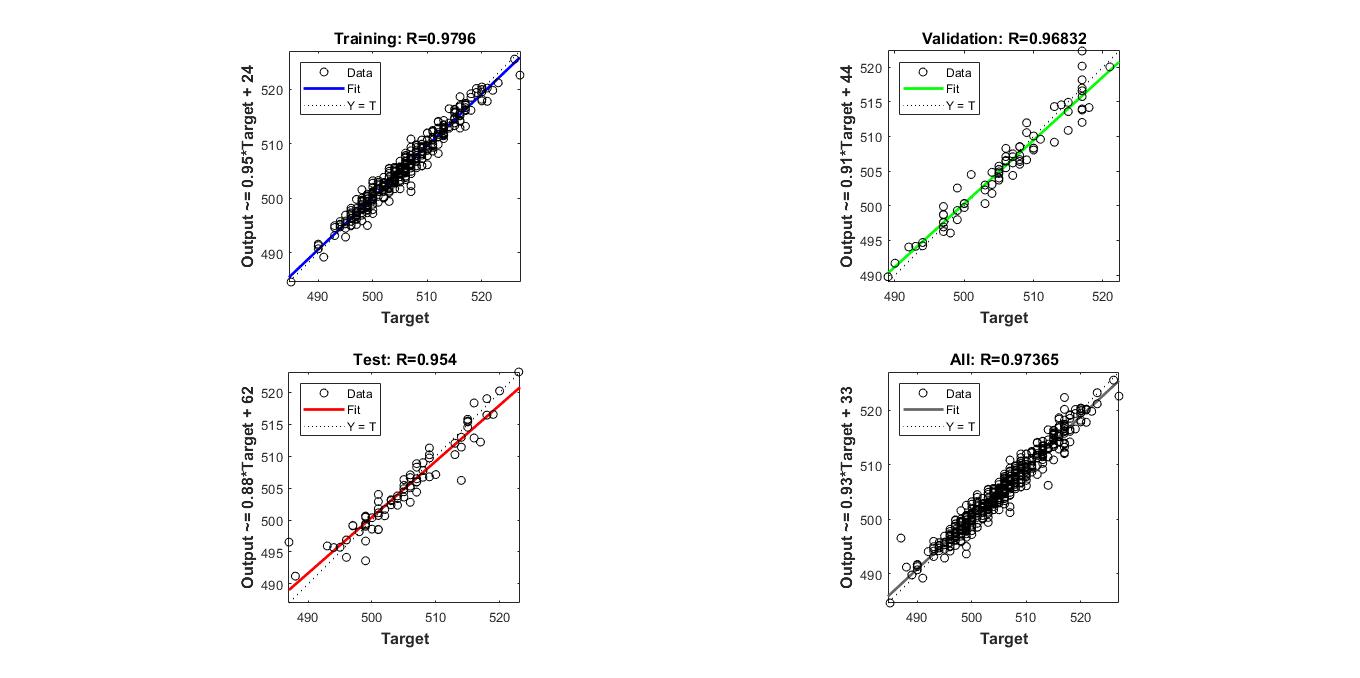 Training: R=0.9796
Output ~= 0.95*Target + 24
Data
Fit
Y = T
520
510
500
490
490 500 510 520
Target
Validation: R=0.96832
Output ~= 0.91*Target + 44
Data
Fit
Y = T
520
515
510
505
500
495
490
490 500 510 520
Target
Test: R=0.954
Output ~= 0.88*Target + 62
Data
Fit
Y = T
520
515
510
505
500
495
490
490 500 510 520
Target
All: R=0.97365
Output ~= 0.93*Target + 33
Data
Fit
Y = T
520
510
500
490
490 500 510 520
Target